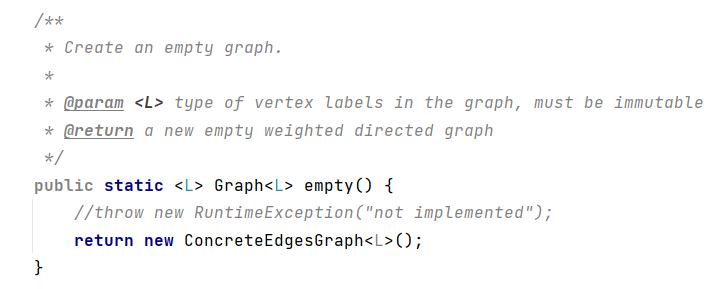 /**
 * Create an empty graph.
 *
 * @param <L> type of vertex labels in the graph, must be immutable
 * @return a new empty weighted directed graph
 */
public static <L> Graph<L> empty() {
    //throw new RuntimeException("not implemented");
    return new ConcreteEdgesGraph<L>();
}